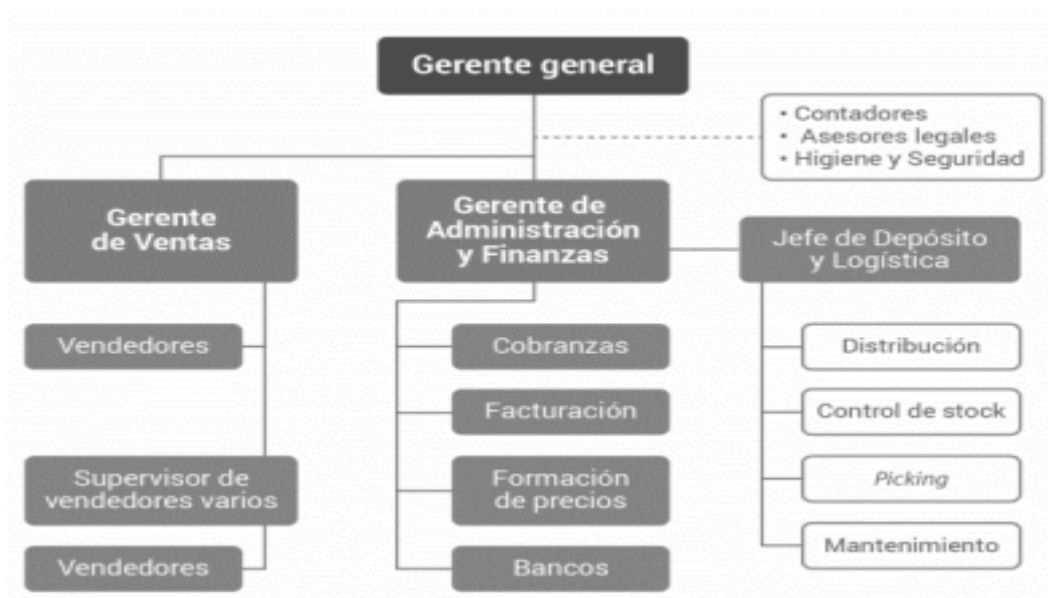 Gerente general
• Contadores
• Asesores legales
• Higiene y Seguridad
Gerente
de Ventas
Gerente de
Administración
y Finanzas
Jefe de Depósito
y Logística
Vendedores
Supervisor de
vendedores varios
Vendedores
Cobranzas
Facturación
Formación
de precios
Bancos
Distribución
Control de stock
Picking
Mantenimiento